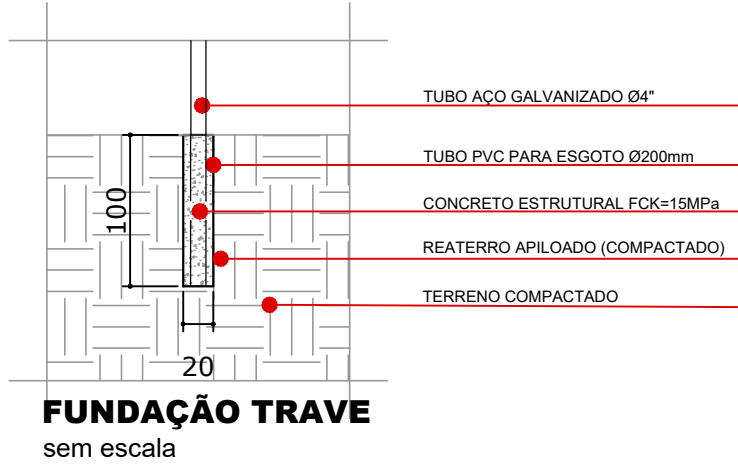 TUBO AÇO GALVANIZADO Ø4"
TUBO PVC PARA ESGOTO Ø200mm
CONCRETO ESTRUTURAL FCK=15MPa
REATERRO APILOADO (COMPACTADO)
TERRENO COMPACTADO
100
20
FUNDAÇÃO TRAVE
sem escala